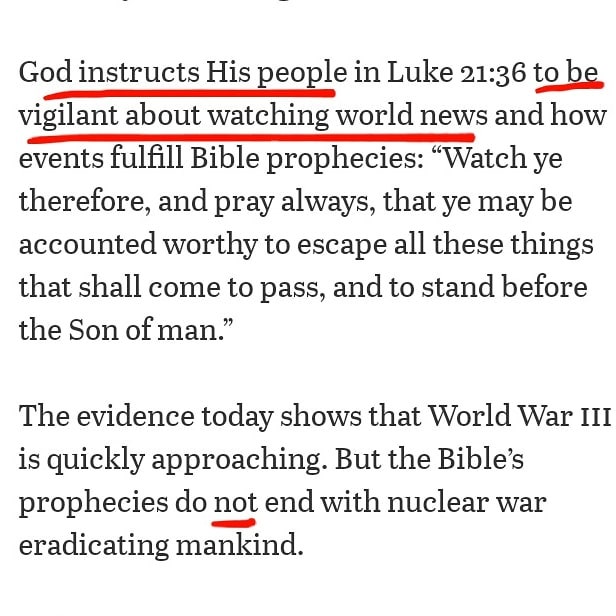 God instructs His people in Luke 21:36 to be
vigilant about watching world news and how
events fulfill Bible prophecies: “Watch ye
therefore, and pray always, that ye may be
accounted worthy to escape all these things
that shall come to pass, and to stand before
the Son of man.”
The evidence today shows that World War III
is quickly approaching. But the Bible’s
prophecies do not end with nuclear war
eradicating mankind.